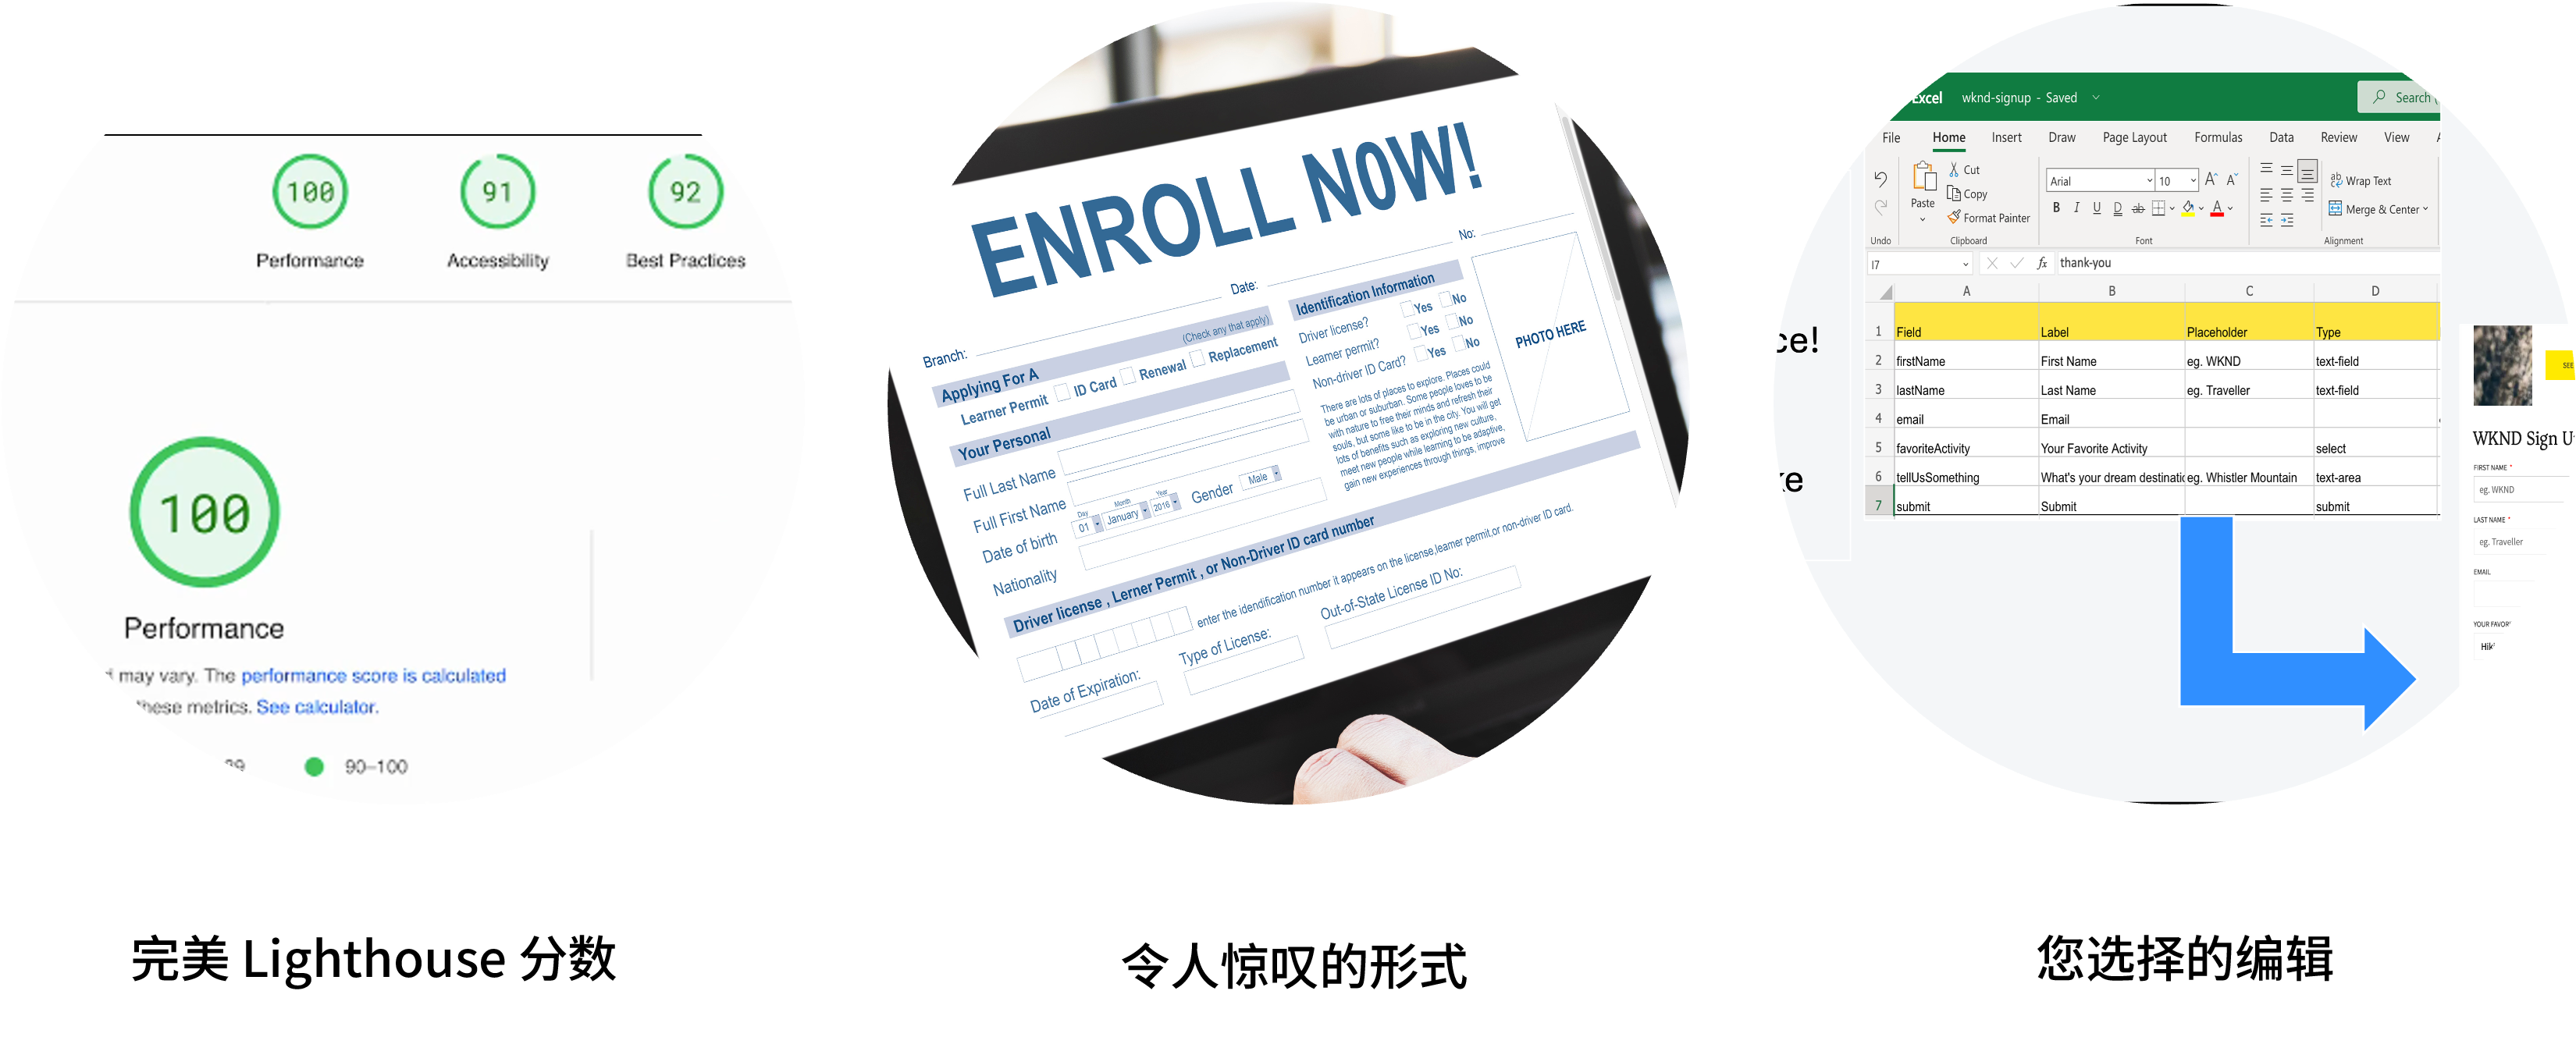 100
91
92
Performance
Accessibility
Best Practices
100
Performance
may vary. The performance score is calculated
these metrics. See calculator.
90–100
完美 Lighthouse 分数
ENROLL NOW!
No:
Date:
Branch:
(Check any that apply)
Applying For A
Learner Permit
ID Card
Renewal
Replacement
Identification Information
Driver license?
Yes
No
Learner permit?
Yes
No
Non-driver ID Card?
Yes
No
PHOTO HERE
There are lots of places to explore. Places could
be urban or suburban. Some people loves to be
with nature to free their minds and refresh their
souls, but some like to be in the city. You will get
lots of benefits such as exploring new culture,
meet new people while learning to be adaptive,
gain new experiences through things, improve
Your Personal
Full Last Name
Full First Name
Date of birth
Day
Month
Year
01
January
2016
Gender
Male
Nationality
Driver license , Lerner Permit , or Non-Driver ID card number
enter the idendification number it appears on the license,learner permit,or non-driver ID card.
Date of Expiration:
Type of License:
Out-of-State License ID No:
令人惊叹的形式
ce!
Excel
wknd-signup - Saved
Search
File
Home
Insert
Draw
Page Layout
Formulas
Data
Review
View
Paste
Cut
Copy
Format Painter
Arial
10
B I U D ab
Wrap Text
Merge & Center
Undo
Clipboard
Font
Alignment
I7
fx
thank-you
A B C D
1 Field Label Placeholder Type
2 firstName First Name eg. WKND text-field
3 lastName Last Name eg. Traveller text-field
4 email Email
5 favoriteActivity Your Favorite Activity select
6 tellUsSomething What's your dream destinatic eg. Whistler Mountain text-area
7 submit Submit submit
SEE
WKND Sign U
FIRST NAME *
eg. WKND
LAST NAME *
eg. Traveller
EMAIL
YOUR FAVOR
Hik
您选择的编辑